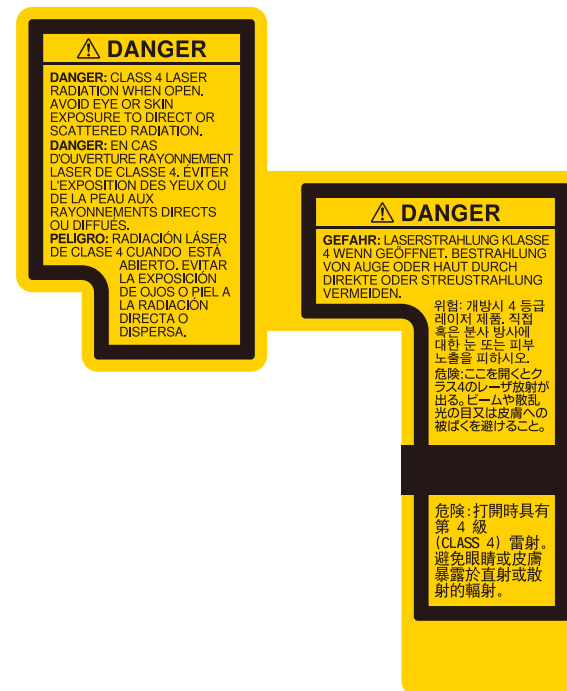 ⚠ DANGER
DANGER: CLASS 4 LASER
RADIATION WHEN OPEN.
AVOID EYE OR SKIN
EXPOSURE TO DIRECT OR
SCATTERED RADIATION.
DANGER: EN CAS
D'OUVERTURE RAYONNEMENT
LASER DE CLASSE 4. ÉVITER
L'EXPOSITION DES YEUX OU
DE LA PEAU AUX
RAYONNEMENTS DIRECTS
OU DIFFUÉS.
PELIGRO: RADIACIÓN LÁSER
DE CLASE 4 CUANDO ESTÁ
ABIERTO. EVITAR
LA EXPOSICIÓN
DE OJOS O PIEL A
LA RADIACIÓN
DIRECTA O
DISPERSA.
⚠ DANGER
GEFAHR: LASERSTRAHLUNG KLASSE
4 WENN GEÖFFNET. BESTRAHLUNG
VON AUGE ODER HAUT DURCH
DIREKTE ODER STREUSTRAHLUNG
VERMEIDEN.
위험: 개방시 4 등급
레이저 제품. 직접
혹은 분사 방사에
대한 눈 또는 피부
노출을 피하시오.
危険:ここを開くとク
ラス4のレーザ放射が
出る。ビームや散乱
光の目又は皮膚への
被ばくを避けること。
危険:打開時具有
第 4 級
(CLASS 4) 雷射。
避免眼睛或皮膚
暴露於直射或散
射的輻射。